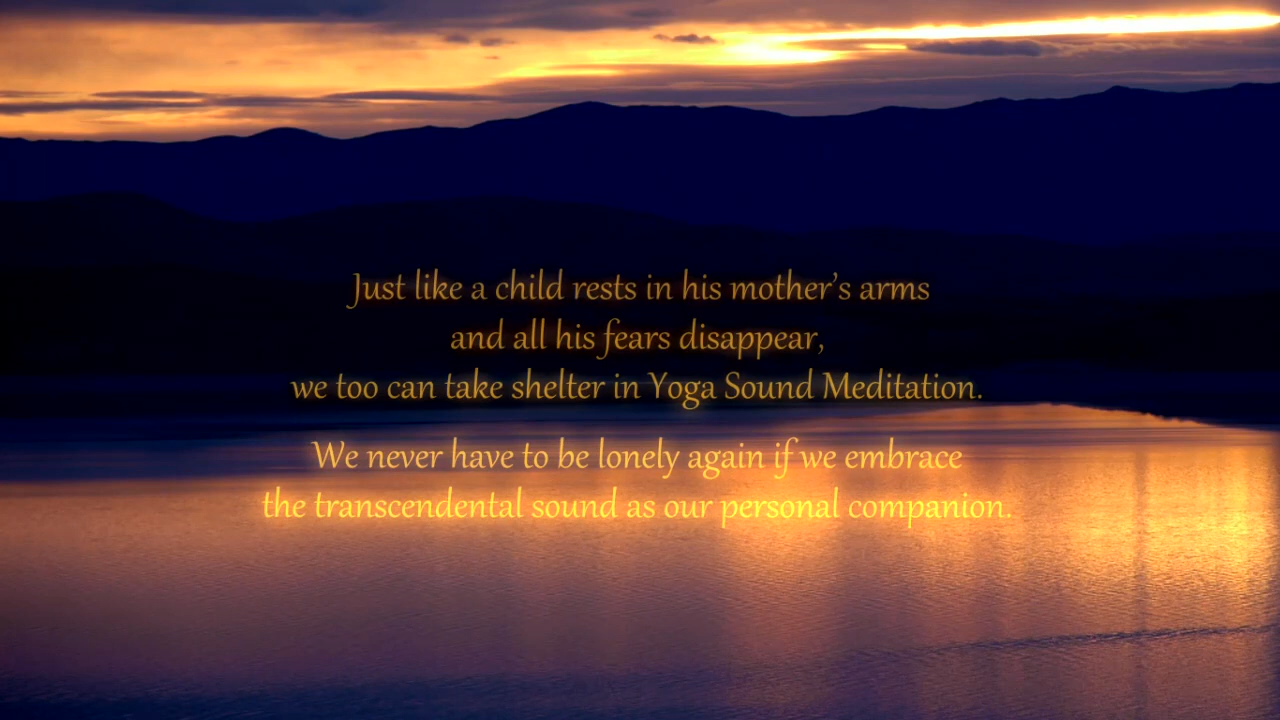 Just like a child rests in his mother’s arms
and all his fears disappear,
we too can take shelter in Yoga Sound Meditation.
We never have to be lonely again if we embrace
the transcendental sound as our personal companion.